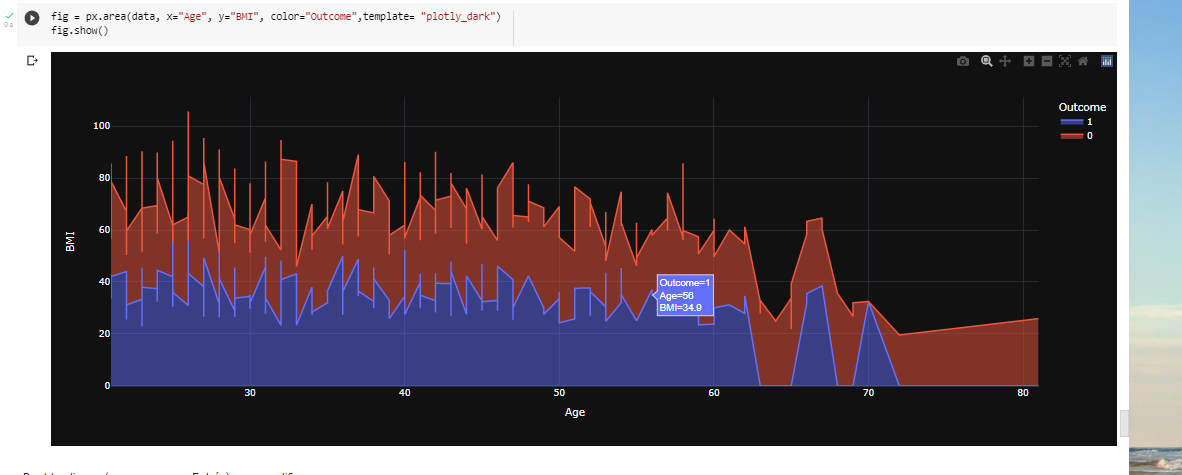 fig = px.area(data, x="Age", y="BMI", color="Outcome",template= "plotly_dark")
0s
fig.show()
Outcome
1
0
100
80
60
40
20
0
BMI
Outcome=1
Age=56
BMI=34.9
30
40
50
60
70
80
Age